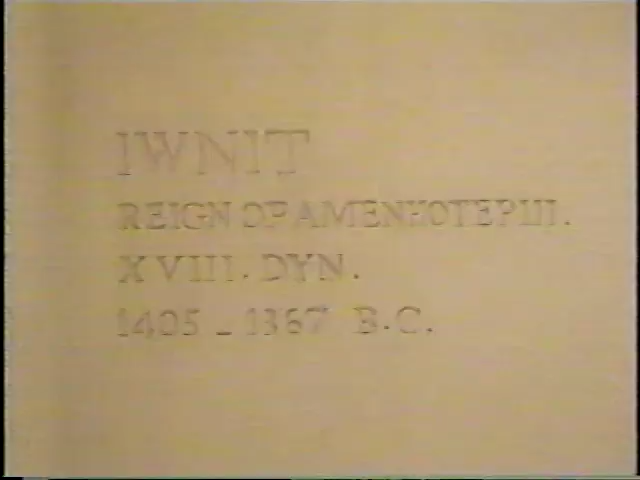 IWNIT
REIGN OF AMENHOTEP III.
XVIII. DYN.
1405 - 1367 B.C.